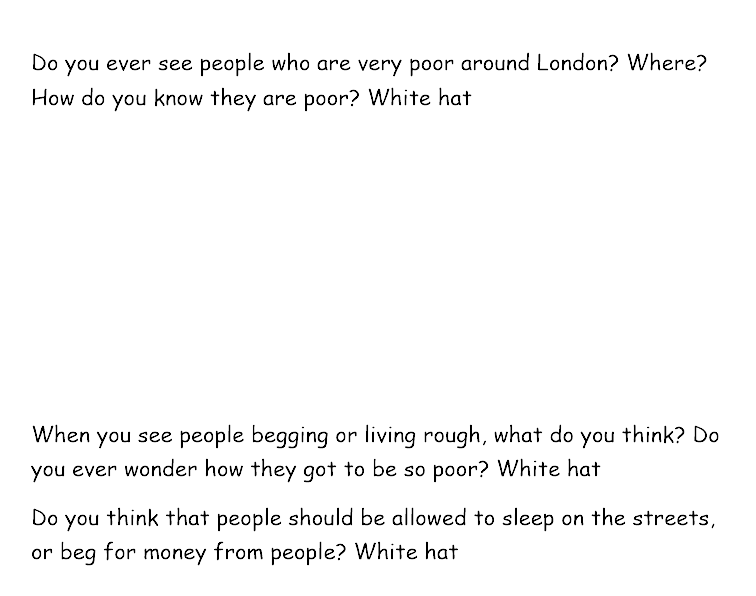 Do you ever see people who are very poor around London? Where?
How do you know they are poor? White hat
When you see people begging or living rough, what do you think? Do
you ever wonder how they got to be so poor? White hat
Do you think that people should be allowed to sleep on the streets,
or beg for money from people? White hat